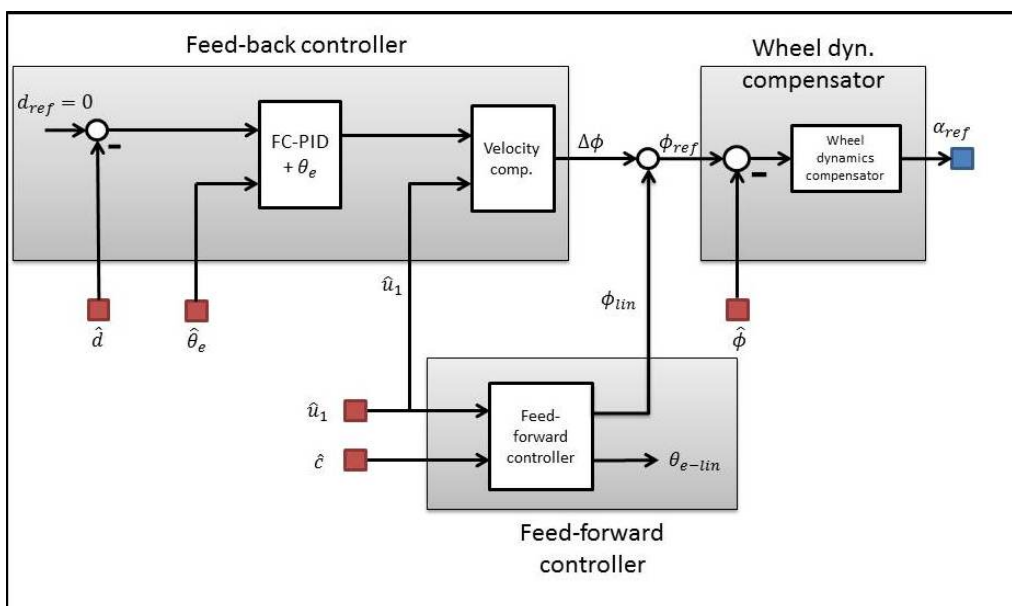 Feed-back controller
Wheel dyn.
compensator
d_ref = 0
FC-PID
+ θ_e
Velocity
comp.
Δϕ
ϕ_ref
Wheel
dynamics
compensator
α_ref
-
-
d̂
θ̂_e
û_1
ϕ_lin
ϕ̂
û_1
ĉ
Feed-
forward
controller
θ_e−lin
Feed-forward
controller